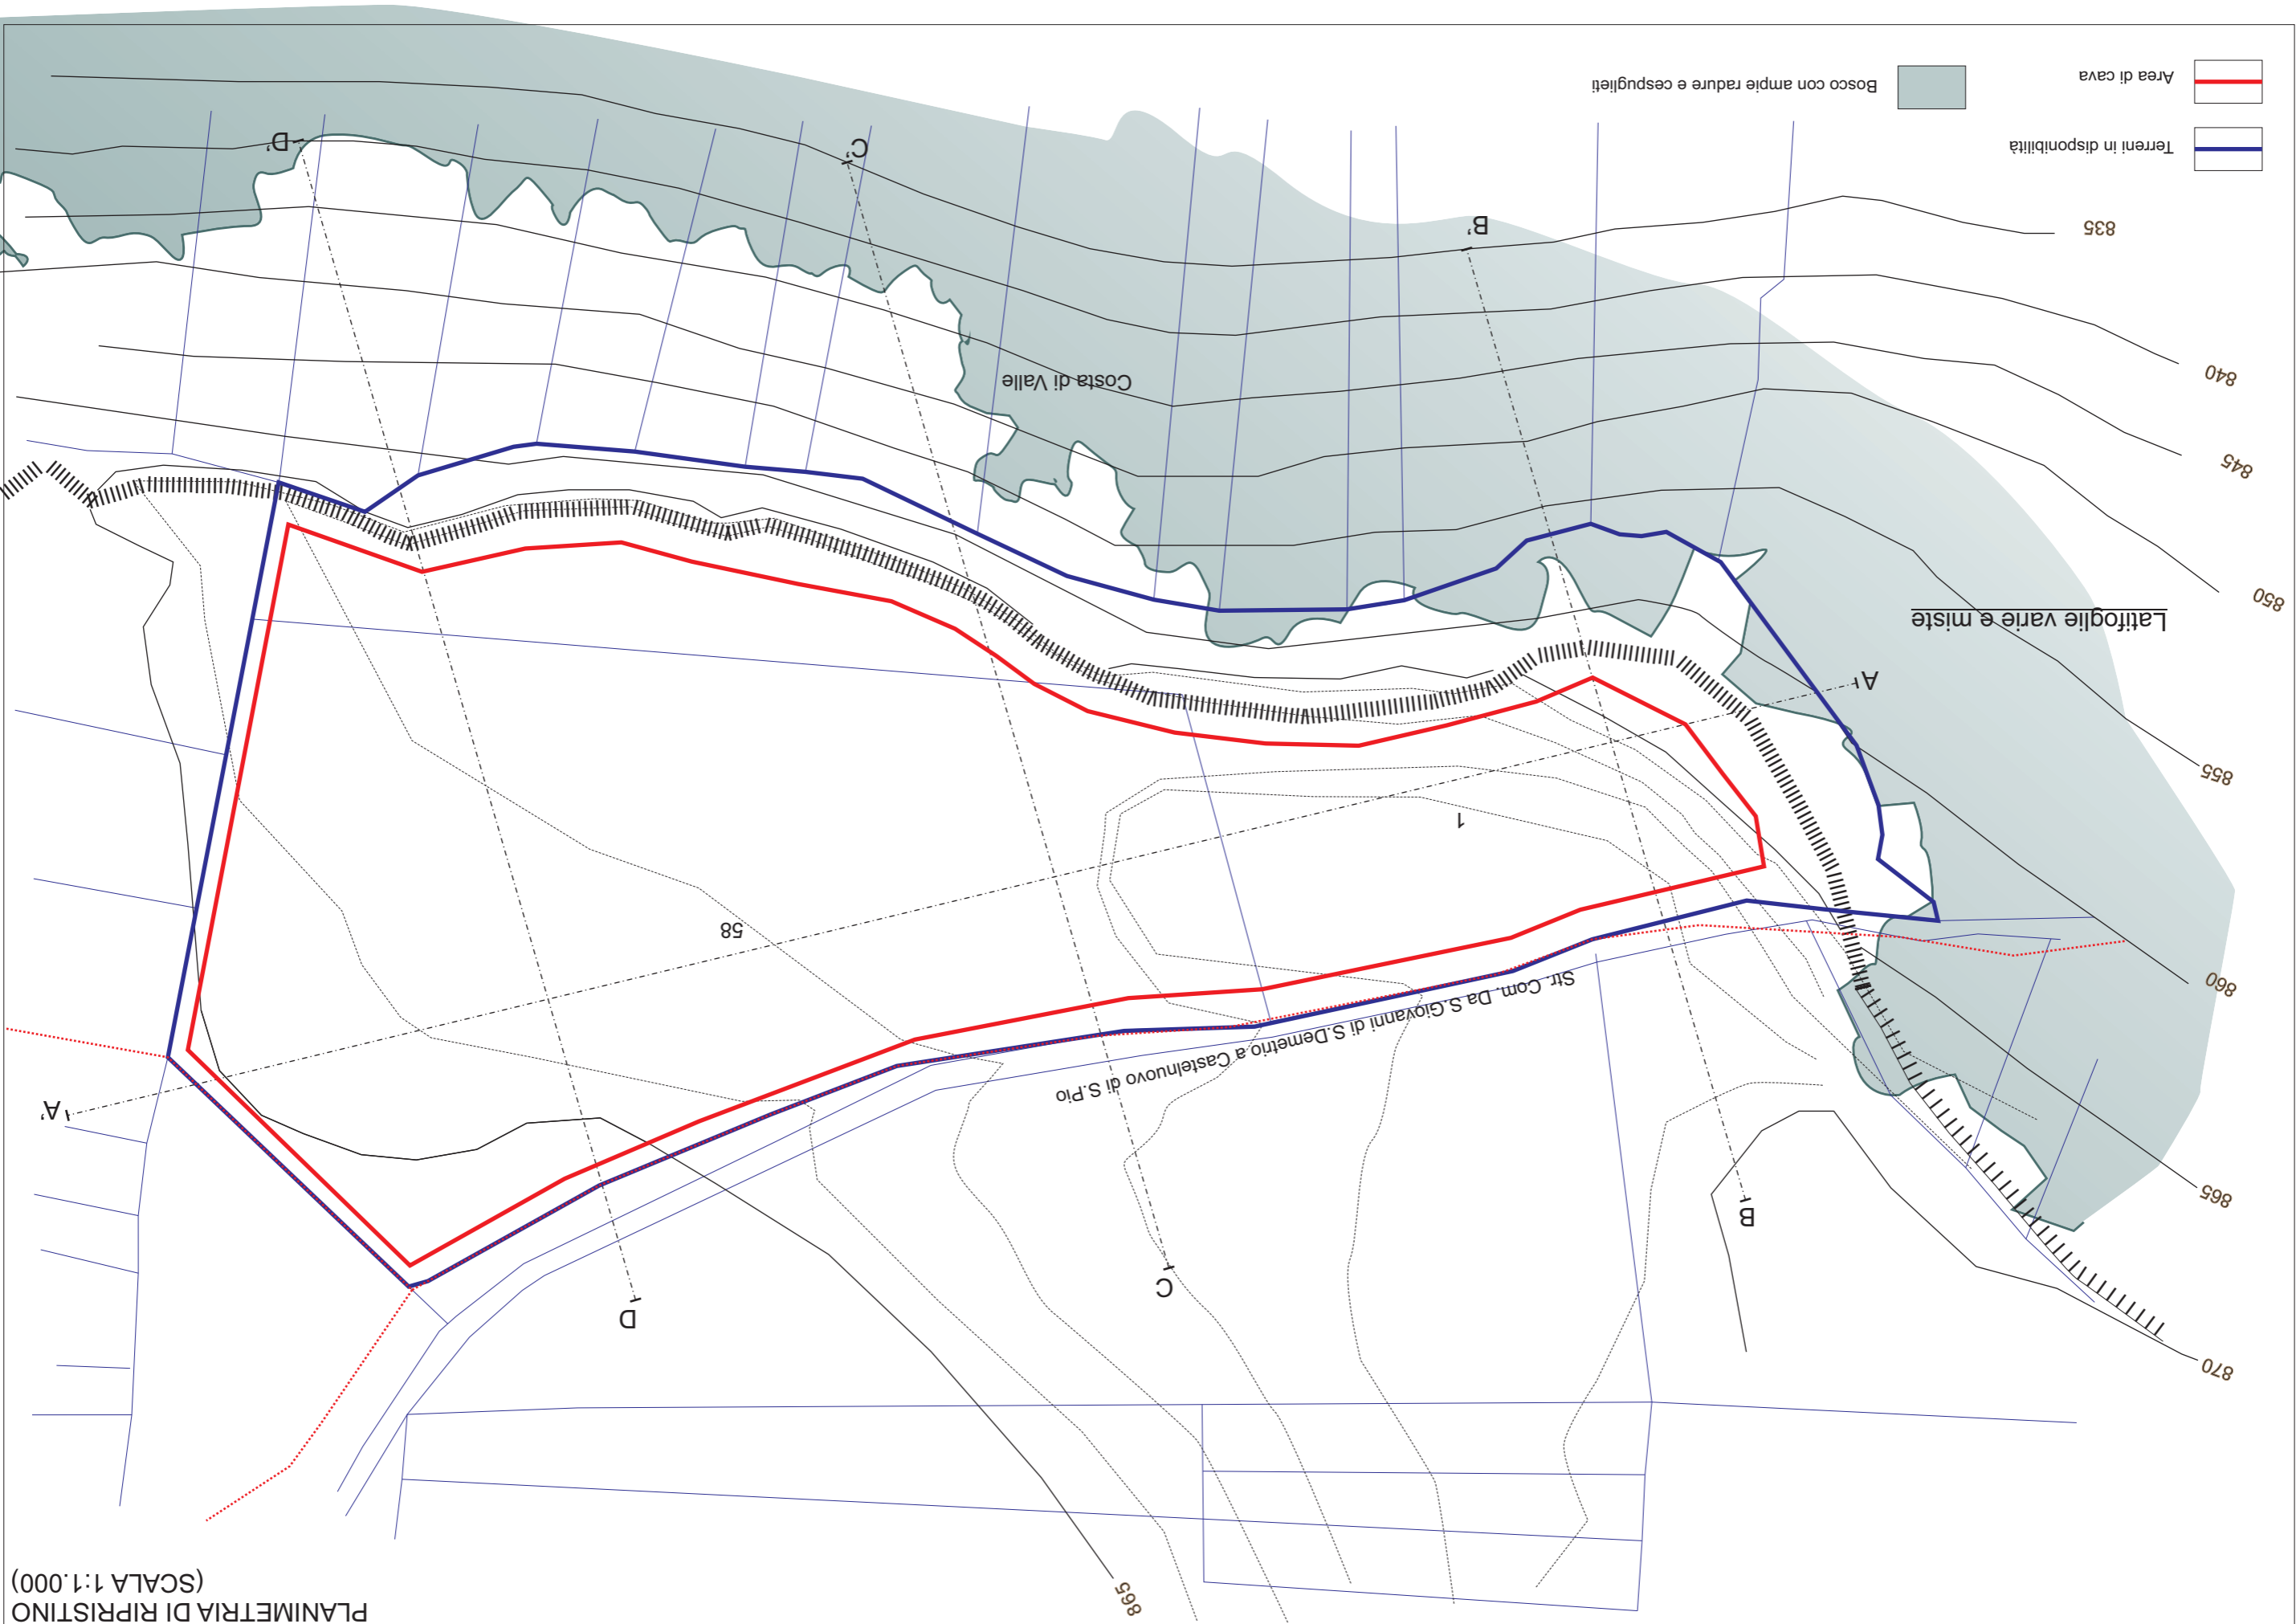 PLANIMETRIA DI RIPRISTINO
(SCALA 1:1.000)
865
870
D
C
B
865
A'
Str. Com. Da S.Giovanni di S.Demetrio a Castelnuovo di S.Pio
860
58
1
855
A
Latifoglie varie e miste
850
845
Costa di Valle
840
835
B'
C'
D'
Terreni in disponibilità
Area di cava
Bosco con ampie radure e cespuglieti